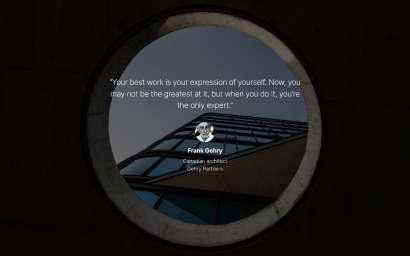 "Your best work is your expression of yourself. Now, you
may not be the greatest at it, but when you do it, you're
the only expert."
Frank Gehry
Canadian architect
Gehry Partners